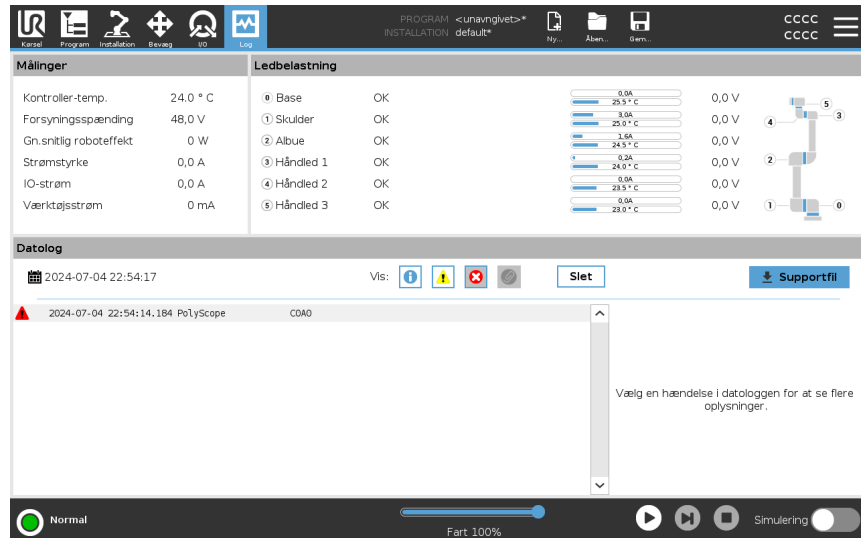 PROGRAM <unavngivet>*
INSTALLATION default*
CCCC
CCCC
Kørsel Program Installation Bevæg I/O Log Ny... Åben... Gem...
Målinger
Ledbelastning
Kontroller-temp. 24.0 ° C
Forsyningsspænding 48,0 V
Gn.snitlig roboteffekt 0 W
Strømstyrke 0,0 A
IO-strøm 0,0 A
Værktøjsstrøm 0 mA
0 Base OK 0,0A 25.5 ° C 0,0 V
1 Skulder OK 3,0A 25.0 ° C 0,0 V
2 Albue OK 1,6A 24.5 ° C 0,0 V
3 Håndled 1 OK 0,2A 24.0 ° C 0,0 V
4 Håndled 2 OK 0,0A 23.5 ° C 0,0 V
5 Håndled 3 OK 0,0A 23.0 ° C 0,0 V
5
4 3
2
1 0
Datolog
2024-07-04 22:54:17 Vis: Slet Supportfil
2024-07-04 22:54:14.184 PolyScope C0A0
Vælg en hændelse i datologgen for at se flere
oplysninger.
Normal
Fart 100%
Simulering